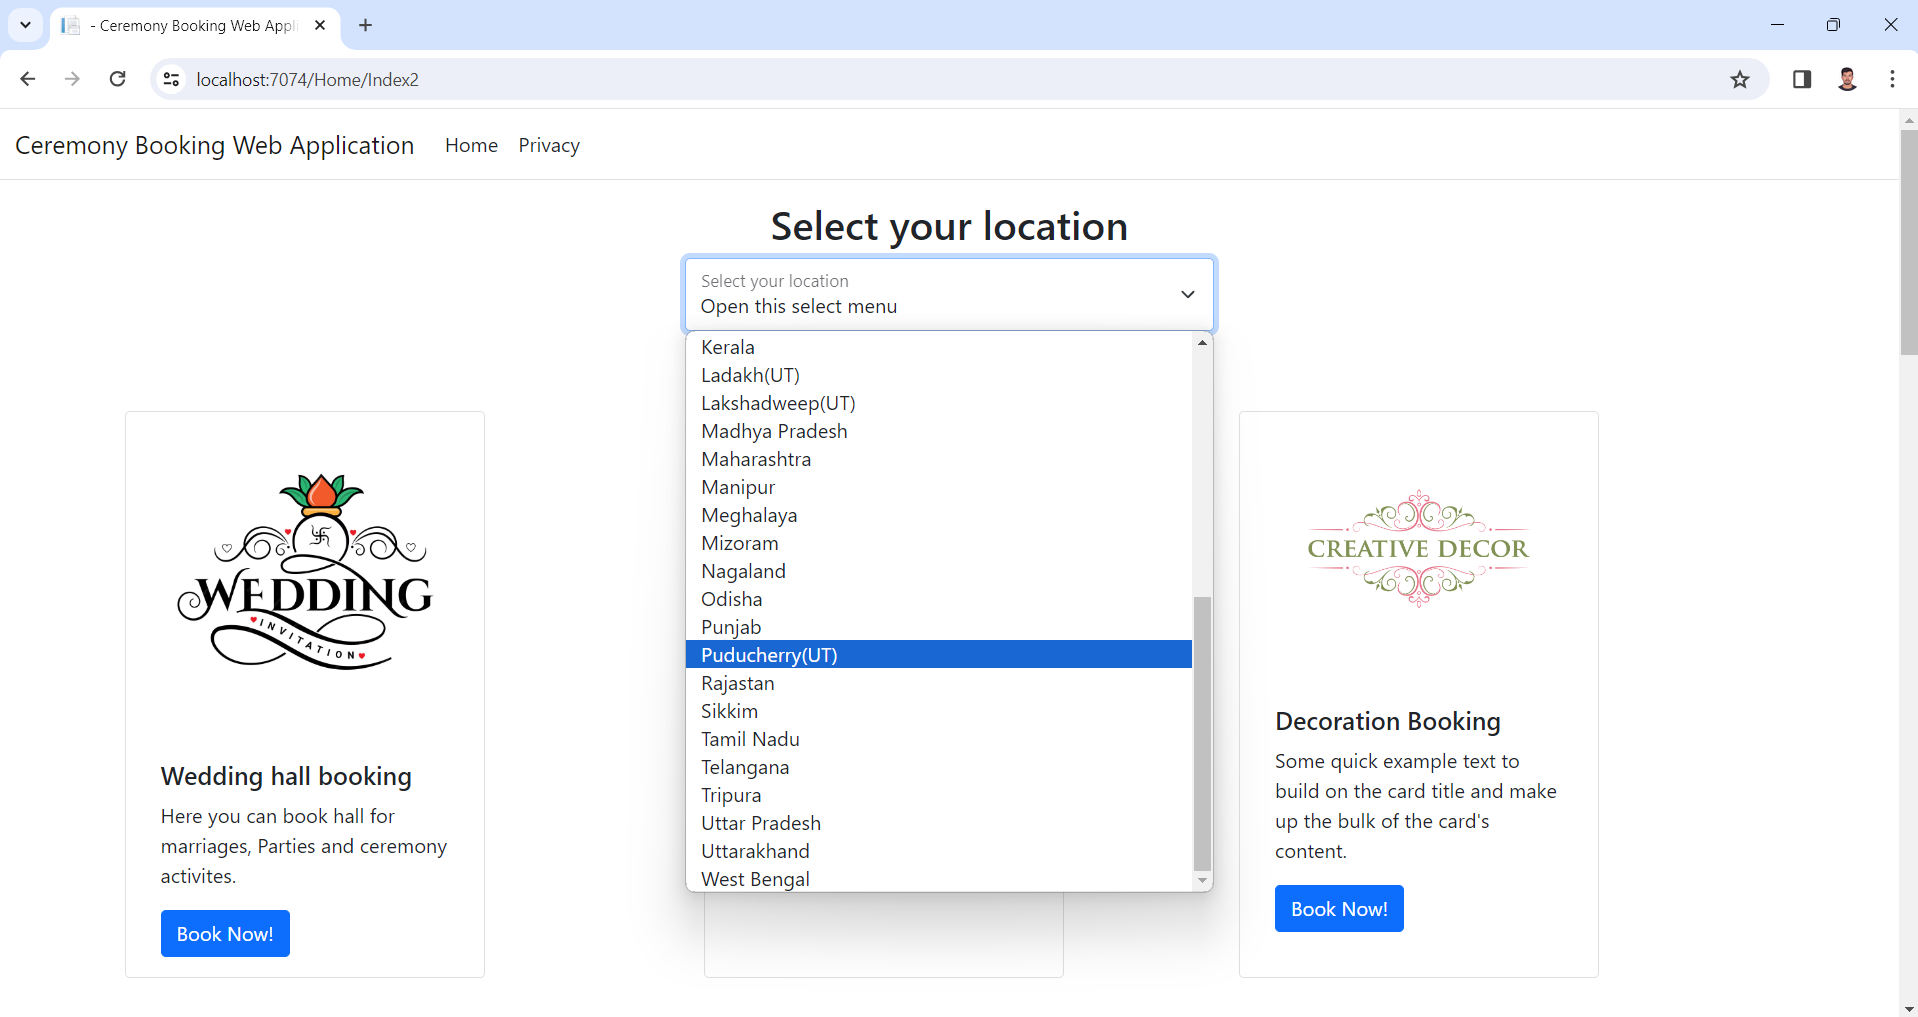 - Ceremony Booking Web Appli
localhost:7074/Home/Index2
Ceremony Booking Web Application Home Privacy
Select your location
Select your location
Open this select menu
Kerala
Ladakh(UT)
Lakshadweep(UT)
Madhya Pradesh
Maharashtra
Manipur
Meghalaya
Mizoram
Nagaland
Odisha
Punjab
Puducherry(UT)
Rajastan
Sikkim
Tamil Nadu
Telangana
Tripura
Uttar Pradesh
Uttarakhand
West Bengal
WEDDING
INVITATION
Wedding hall booking
Here you can book hall for
marriages, Parties and ceremony
activites.
Book Now!
CREATIVE DECOR
Decoration Booking
Some quick example text to
build on the card title and make
up the bulk of the card's
content.
Book Now!